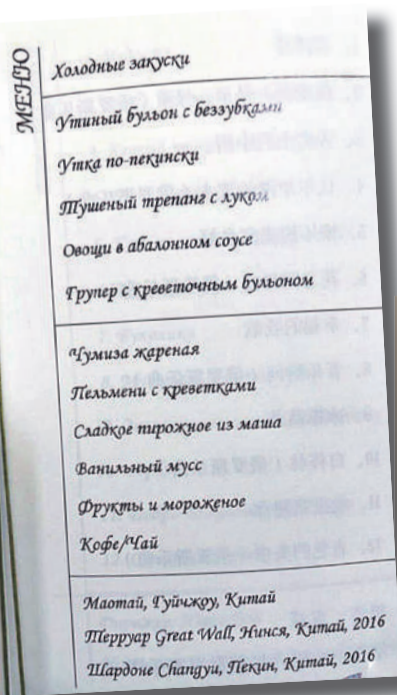 МЕНЮ
Холодные закуски
Утиный бульон с беззубками
Утка по-пекински
Тушеный трепанг с луком
Овощи в абалонном соусе
Групер с креветочным бульоном
Чумиза жареная
Пельмени с креветками
Сладкое пирожное из маша
Ванильный мусс
Фрукты и мороженое
Кофе/Чай
Маотай, Гуйчжоу, Китай
Терруар Great Wall, Нинся, Китай, 2016
Шардоне Changyu, Пекин, Китай, 2016